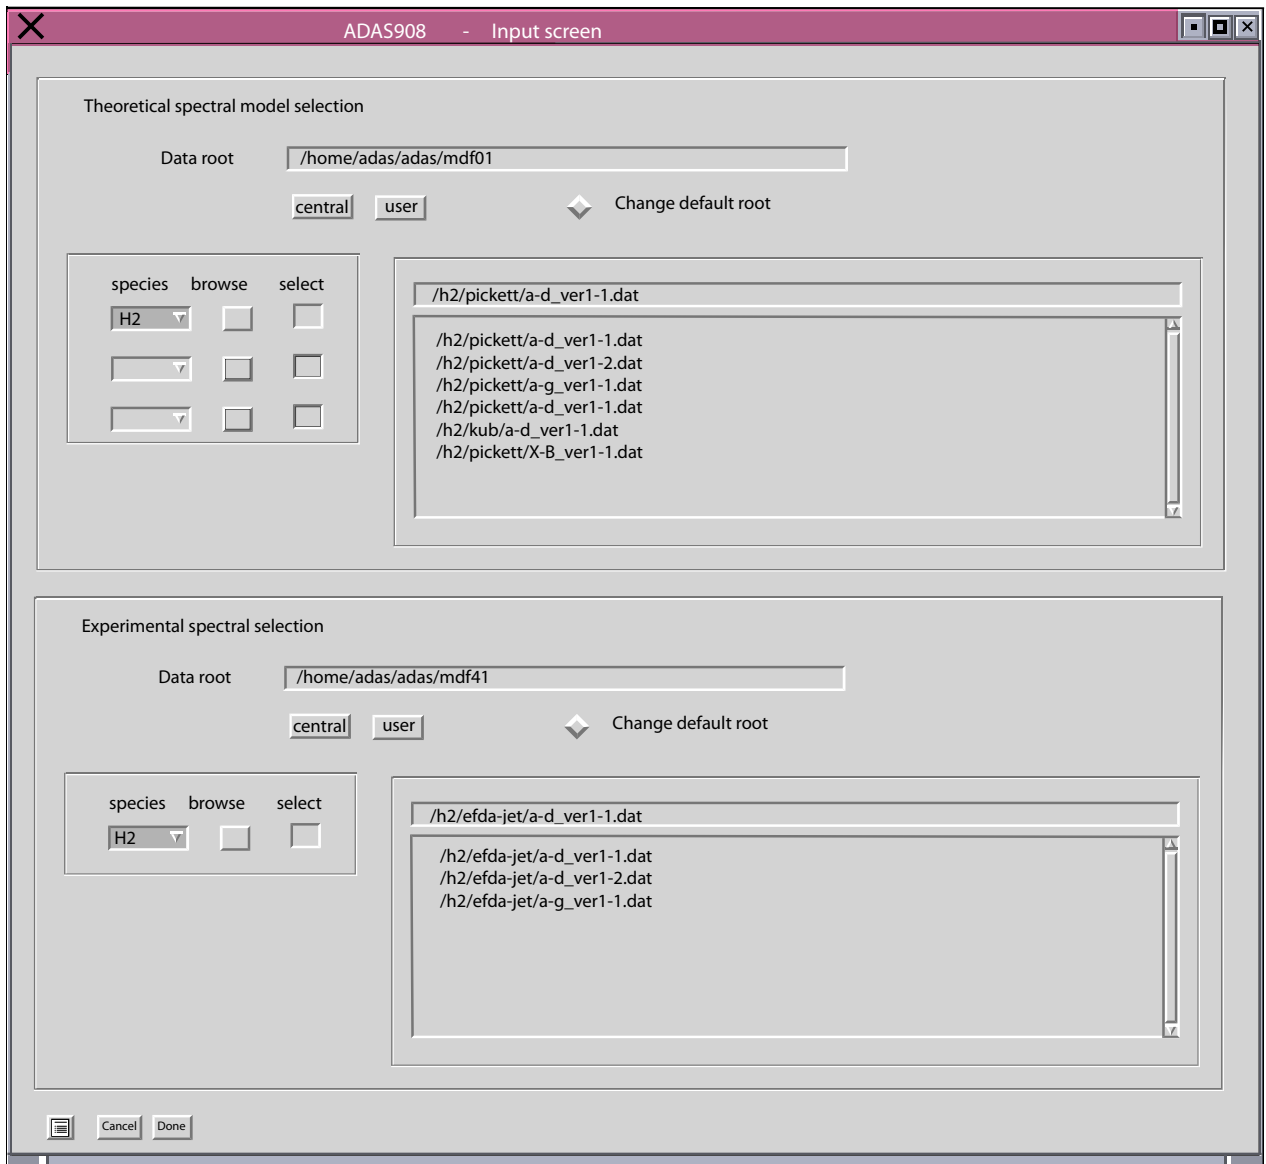 ADAS908 - Input screen
Theoretical spectral model selection
Data root /home/adas/adas/mdf01
central user Change default root
species browse select
H2
/h2/pickett/a-d_ver1-1.dat
/h2/pickett/a-d_ver1-1.dat
/h2/pickett/a-d_ver1-2.dat
/h2/pickett/a-g_ver1-1.dat
/h2/pickett/a-d_ver1-1.dat
/h2/kub/a-d_ver1-1.dat
/h2/pickett/X-B_ver1-1.dat
Experimental spectral selection
Data root /home/adas/adas/mdf41
central user Change default root
species browse select
H2
/h2/efda-jet/a-d_ver1-1.dat
/h2/efda-jet/a-d_ver1-1.dat
/h2/efda-jet/a-d_ver1-2.dat
/h2/efda-jet/a-g_ver1-1.dat
Cancel Done